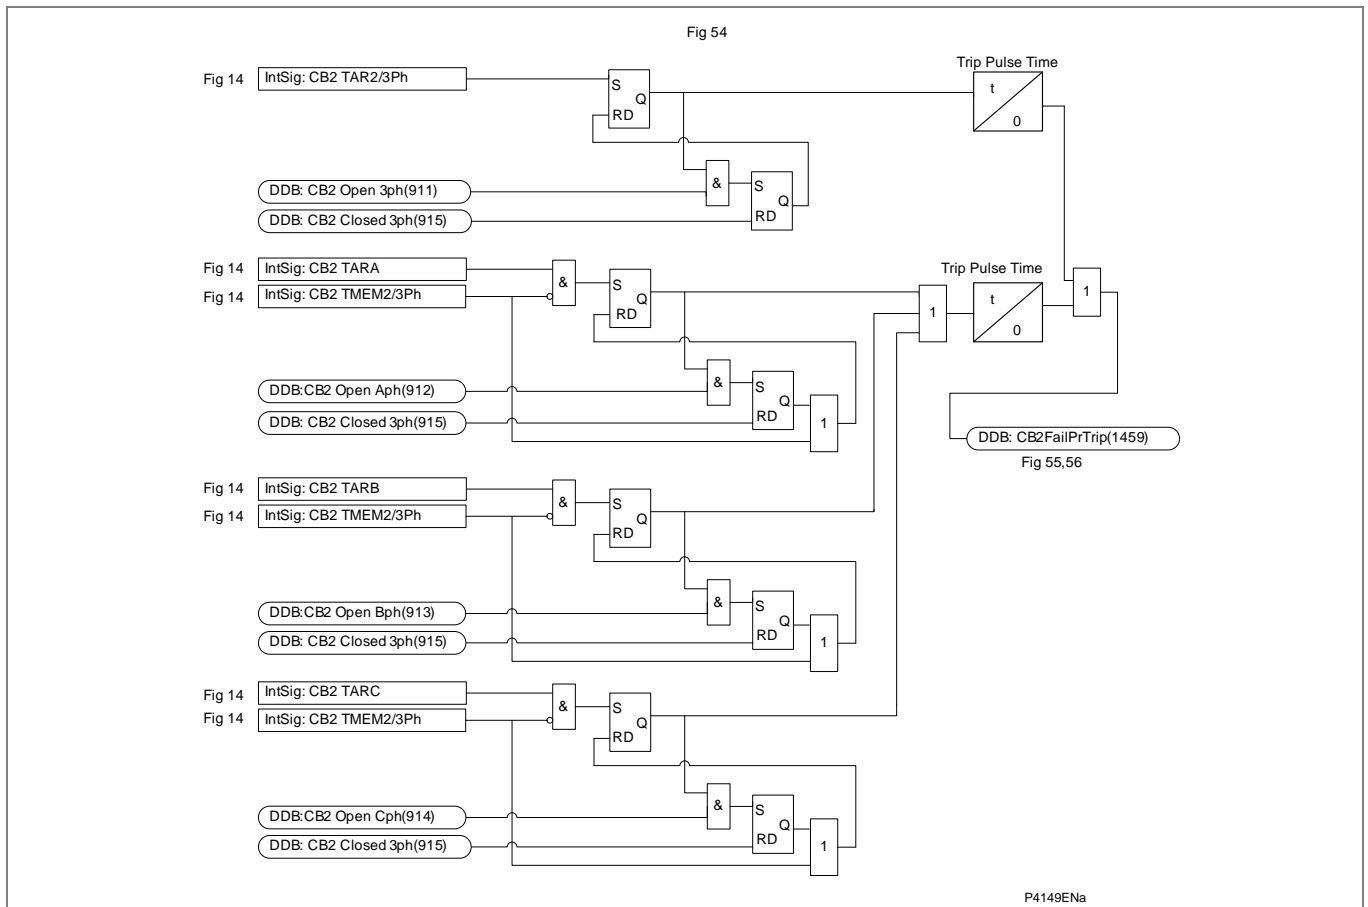 Fig 54
Trip Pulse Time
Fig 14 IntSig: CB2 TAR2/3Ph
S
Q
RD
t
0
DDB: CB2 Open 3ph(911)
&
S
Q
RD
DDB: CB2 Closed 3ph(915)
Fig 14 IntSig: CB2 TARA
Fig 14 IntSig: CB2 TMEM2/3Ph
&
S
Q
RD
Trip Pulse Time
1
t
0
1
DDB:CB2 Open Aph(912)
DDB: CB2 Closed 3ph(915)
&
S
Q
RD
1
DDB: CB2FailPrTrip(1459)
Fig 55,56
Fig 14 IntSig: CB2 TARB
Fig 14 IntSig: CB2 TMEM2/3Ph
&
S
Q
RD
DDB:CB2 Open Bph(913)
DDB: CB2 Closed 3ph(915)
&
S
Q
RD
1
Fig 14 IntSig: CB2 TARC
Fig 14 IntSig: CB2 TMEM2/3Ph
&
S
Q
RD
DDB:CB2 Open Cph(914)
DDB: CB2 Closed 3ph(915)
&
S
Q
RD
1
P4149ENa